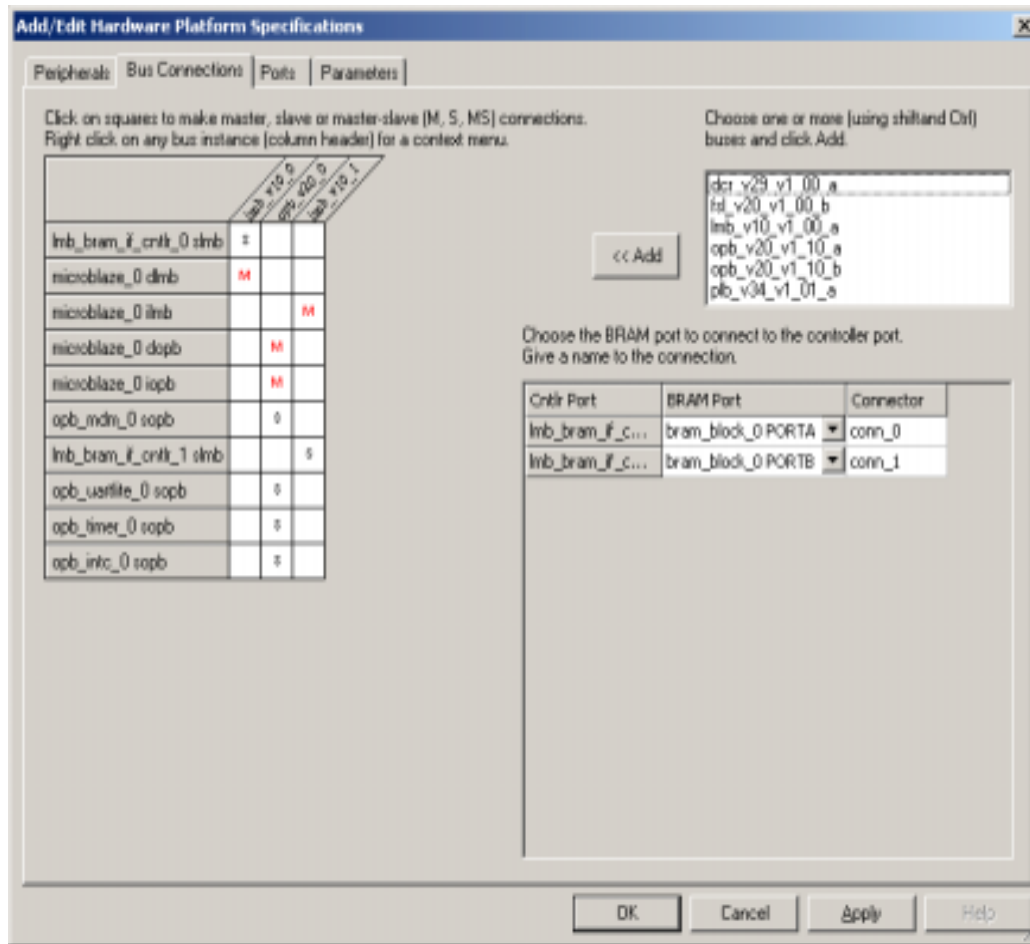 Add/Edit Hardware Platform Specifications
Peripherals Bus Connections Ports Parameters
Click on squares to make master, slave or master-slave (M, S, MS) connections.
Right click on any bus instance (column header) for a context menu.
lmb_v10_0 opb_v20_0 lmb_v10_1
lmb_bram_if_cntlr_0 slmb s
microblaze_0 dlmb M
microblaze_0 ilmb M
microblaze_0 dopb M
microblaze_0 iopb M
opb_mdm_0 sopb s
lmb_bram_if_cntlr_1 slmb s
opb_uartlite_0 sopb s
opb_timer_0 sopb s
opb_intc_0 sopb s
Choose one or more (using shiftand Ctrl)
buses and click Add.
<< Add
dcr_v29_v1_00_a
fsl_v20_v1_00_b
lmb_v10_v1_00_a
opb_v20_v1_10_a
opb_v20_v1_10_b
plb_v34_v1_01_a
Choose the BRAM port to connect to the controller port.
Give a name to the connection.
Cntlr Port BRAM Port Connector
lmb_bram_if_c... bram_block_0 PORTA conn_0
lmb_bram_if_c... bram_block_0 PORTB conn_1
OK Cancel Apply Help